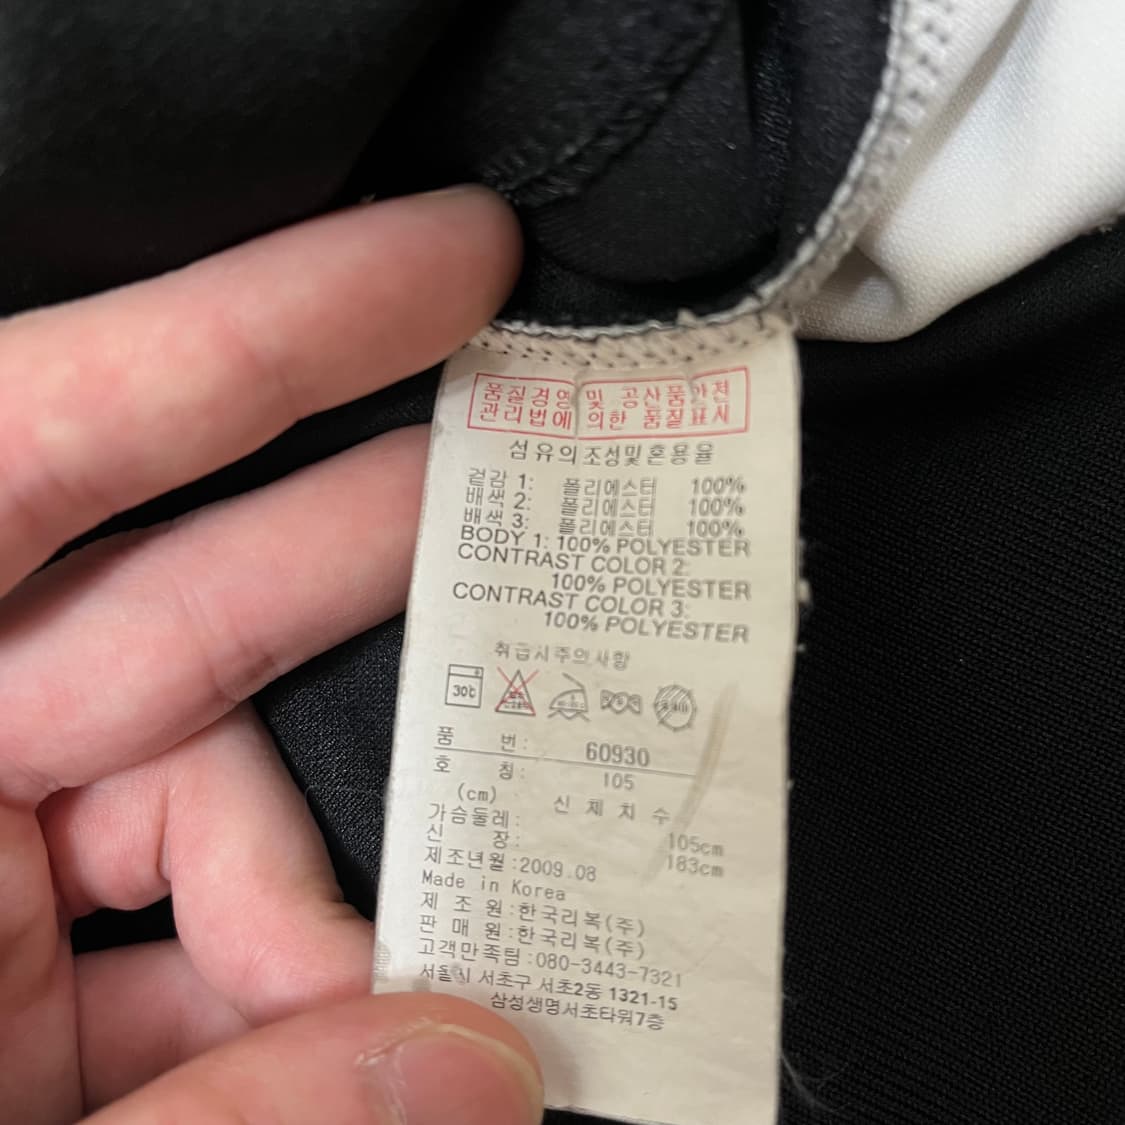 품질경영 및 공산품안전
관리법에 의한 품질표시
섬유의조성및혼용율
겉감 1: 폴리에스터 100%
배색 2: 폴리에스터 100%
배색 3: 폴리에스터 100%
BODY 1: 100% POLYESTER
CONTRAST COLOR 2:
100% POLYESTER
CONTRAST COLOR 3:
100% POLYESTER
취급시주의사항
30℃
품 번: 60930
호 칭: 105
(cm) 신체치수
가슴둘레: 105cm
신 장: 183cm
제조년월:2009.08
Made in Korea
제 조 원:한국리복(주)
판 매 원:한국리복(주)
고객만족팀:080-3443-7321
서울시 서초구 서초2동 1321-15
삼성생명서초타워7층